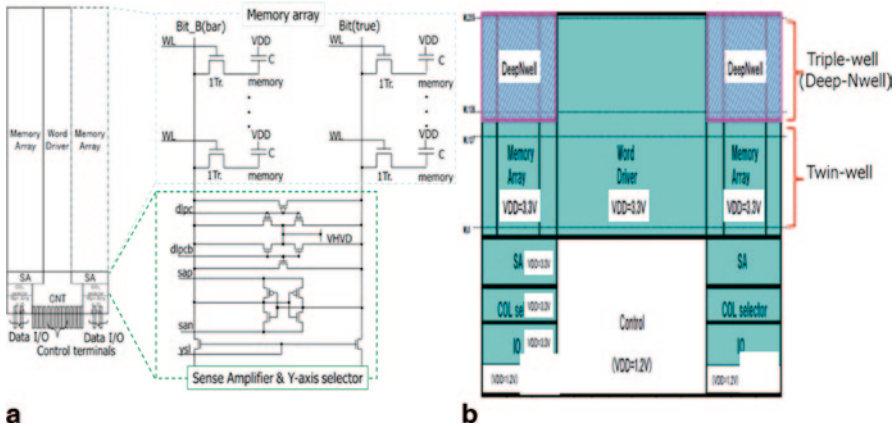 Memory array
Bit_B(bar)
Bit(true)
WL
VDD
C
1Tr.
memory
WL
VDD
C
1Tr.
memory
WL
VDD
C
1Tr.
memory
WL
VDD
C
1Tr.
memory
Memory Array
Word Driver
Memory Array
SA
SA
CNT
Data I/O
Data I/O
Control terminals
dlpc
VHVD
dlpcb
sap
san
ysl
Sense Amplifier & Y-axis selector
a
DeepNwell
DeepNwell
Triple-well
(Deep-Nwell)
Memory
Array
VDD=3.3V
Word
Driver
VDD=3.3V
Memory
Array
VDD=3.3V
Twin-well
SA
VDD=3.3V
SA
COL se
VDD=3.3V
COL selector
IO
VDD=3.3V
IO
Control
(VDD=1.2V)
(VDD=1.2V)
(VDD=1.2V)
b